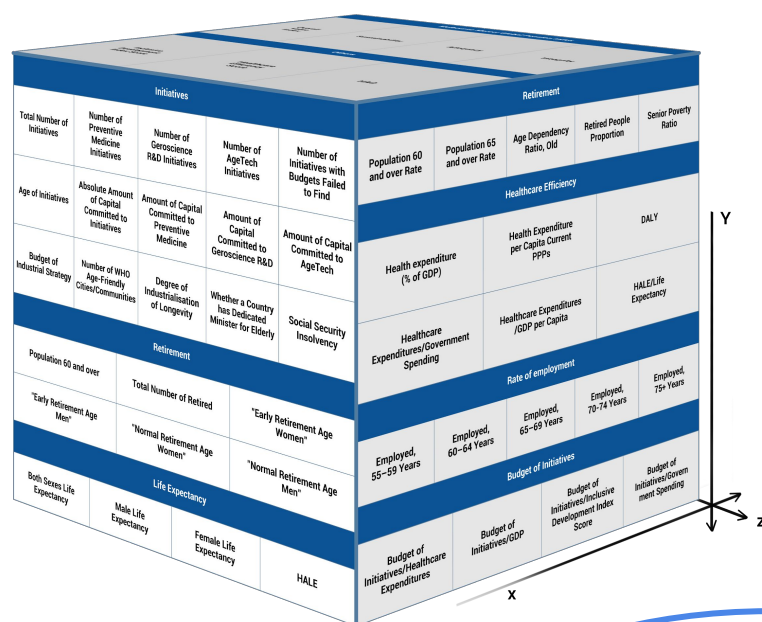 Initiatives
Total Number of
Initiatives
Number of
Preventive
Medicine
Initiatives
Number of
Geroscience
R&D Initiatives
Number of
AgeTech
Initiatives
Number of
Initiatives with
Budgets Failed
to Find
Age of Initiatives
Absolute Amount
of Capital
Committed to
Initiatives
Amount of Capital
Committed to
Preventive
Medicine
Amount of
Capital
Committed to
Geroscience R&D
Amount of Capital
Committed to
AgeTech
Budget of
Industrial Strategy
Number of WHO
Age-Friendly
Cities/Communities
Degree of
Industrialisation
of Longevity
Whether a Country
has Dedicated
Minister for Elderly
Social Security
Insolvency
Retirement
Population 60 and over
Total Number of Retired
"Early Retirement Age
Women"
"Early Retirement Age
Men"
"Normal Retirement Age
Women"
"Normal Retirement Age
Men"
Life Expectancy
Both Sexes Life
Expectancy
Male Life
Expectancy
Female Life
Expectancy
HALE
Retirement
Population 60
and over Rate
Population 65
and over Rate
Age Dependency
Ratio, Old
Retired People
Proportion
Senior Poverty
Ratio
Healthcare Efficiency
Health expenditure
(% of GDP)
Health Expenditure
per Capita Current
PPPs
DALY
Healthcare
Expenditures/Government
Spending
Healthcare Expenditures
/GDP per Capita
HALE/Life
Expectancy
Rate of employment
Employed,
55–59 Years
Employed,
60–64 Years
Employed,
65–69 Years
Employed,
70-74 Years
Employed,
75+ Years
Budget of Initiatives
Budget of
Initiatives/Healthcare
Expenditures
Budget of
Initiatives/GDP
Budget of
Initiatives/Inclusive
Development Index
Score
Budget of
Initiatives/Govern
ment Spending
Y
Z
X